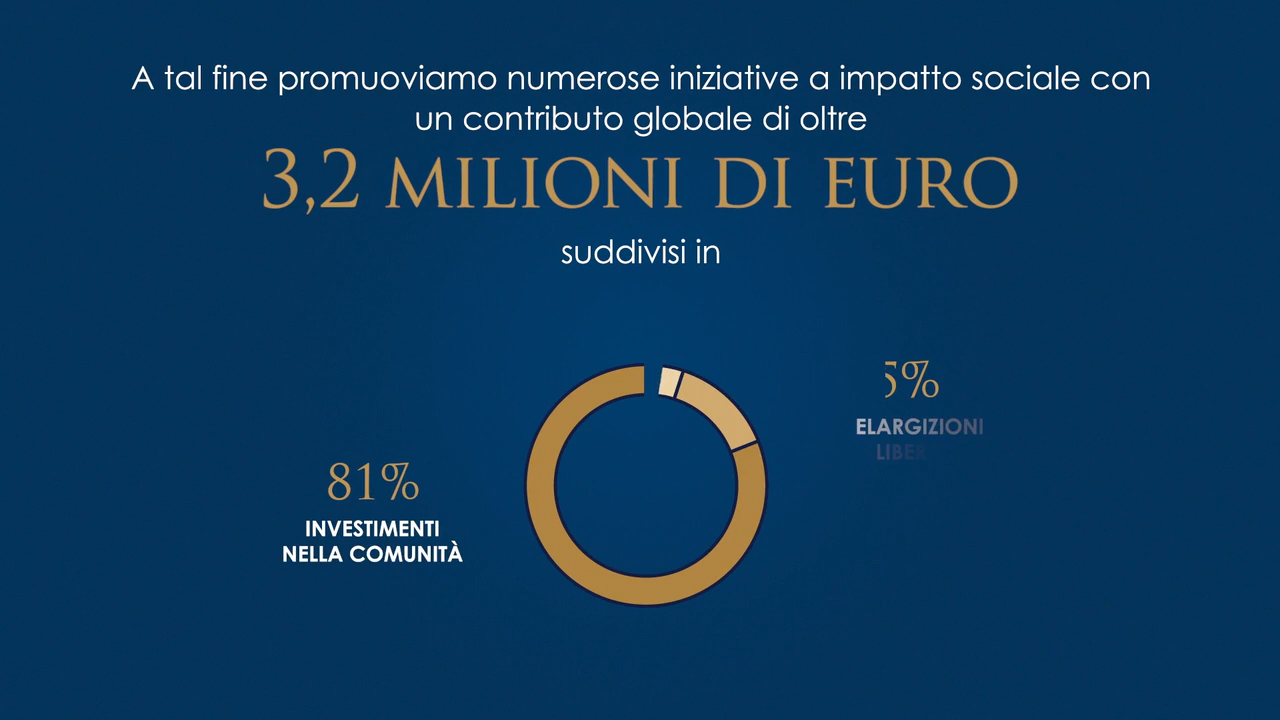 A tal fine promuoviamo numerose iniziative a impatto sociale con
un contributo globale di oltre
3,2 MILIONI DI EURO
suddivisi in
81%
INVESTIMENTI
NELLA COMUNITÀ
5%
ELARGIZIONI